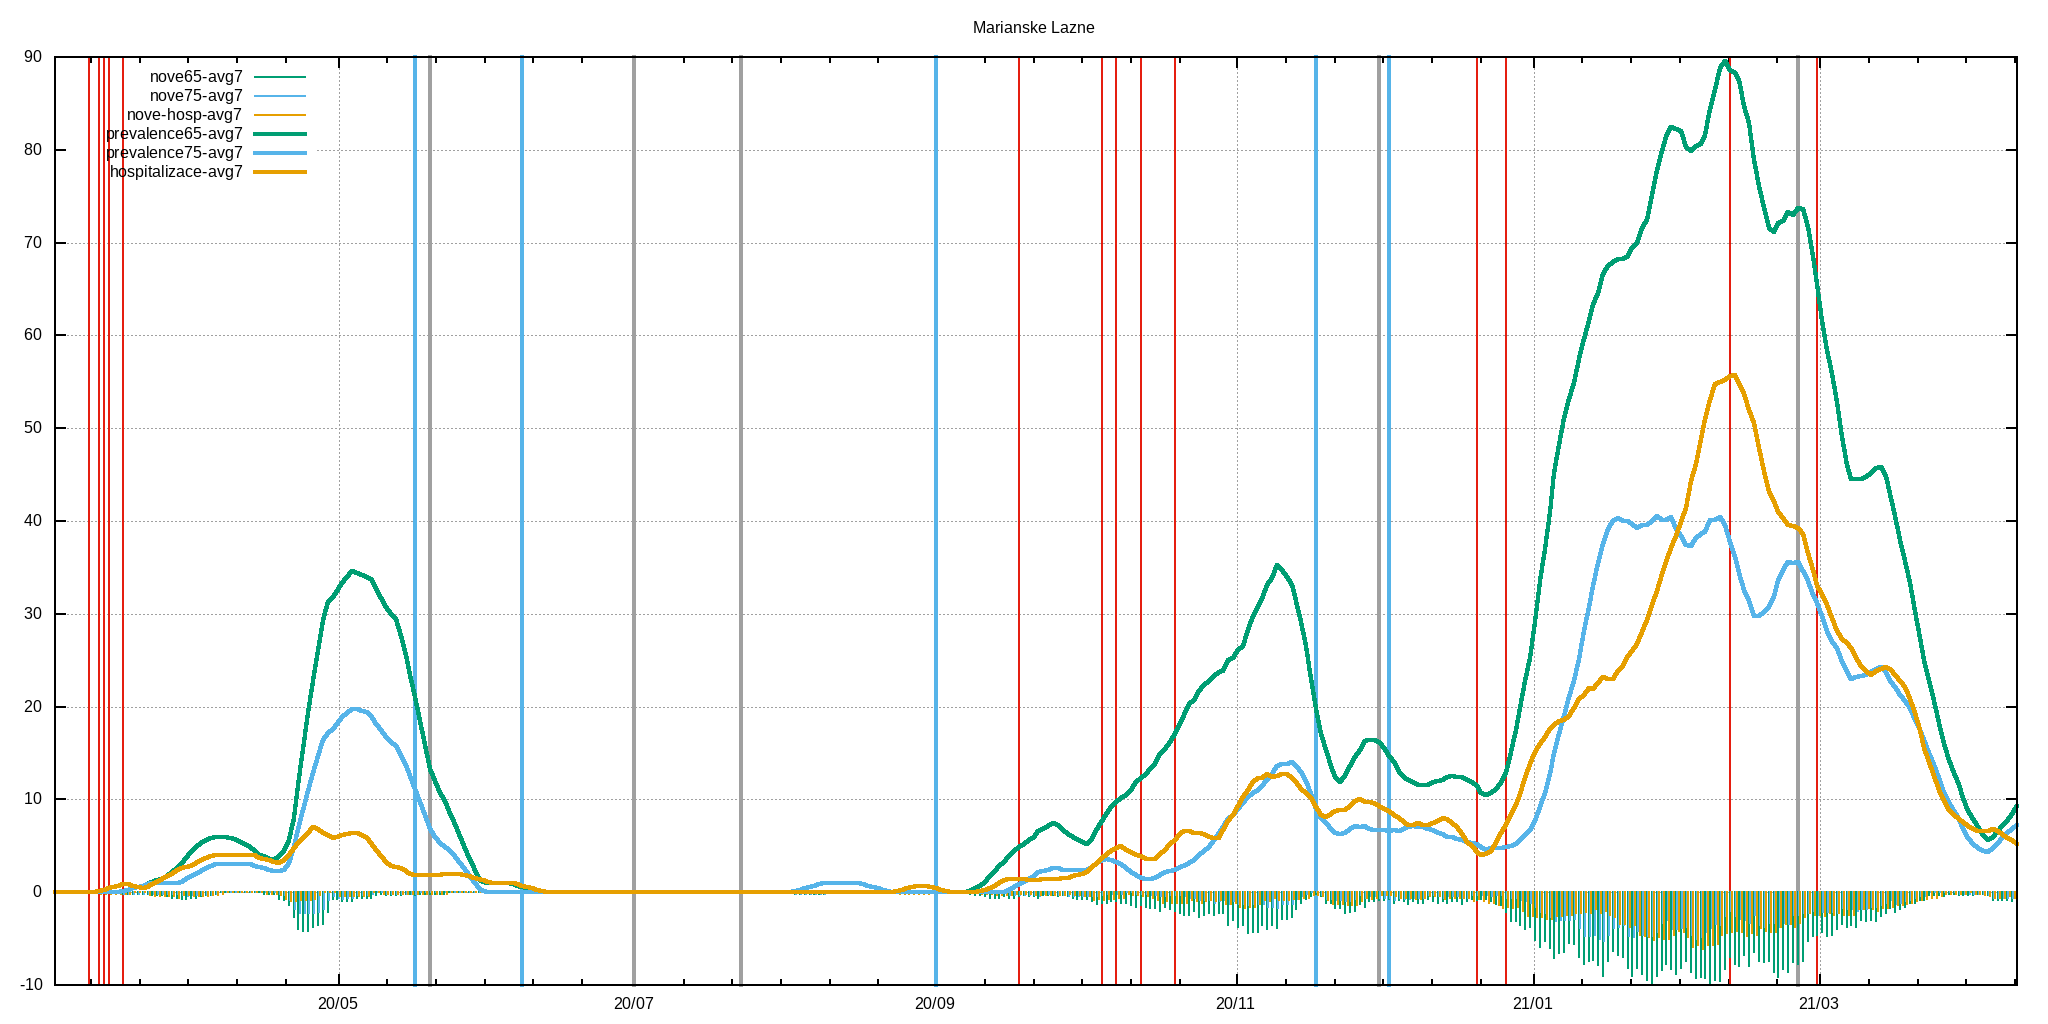 Marianske Lazne
90
nove65-avg7
nove75-avg7
nove-hosp-avg7
prevalence65-avg7
prevalence75-avg7
hospitalizace-avg7
80
70
60
50
40
30
20
10
0
-10
20/05 20/07 20/09 20/11 21/01 21/03